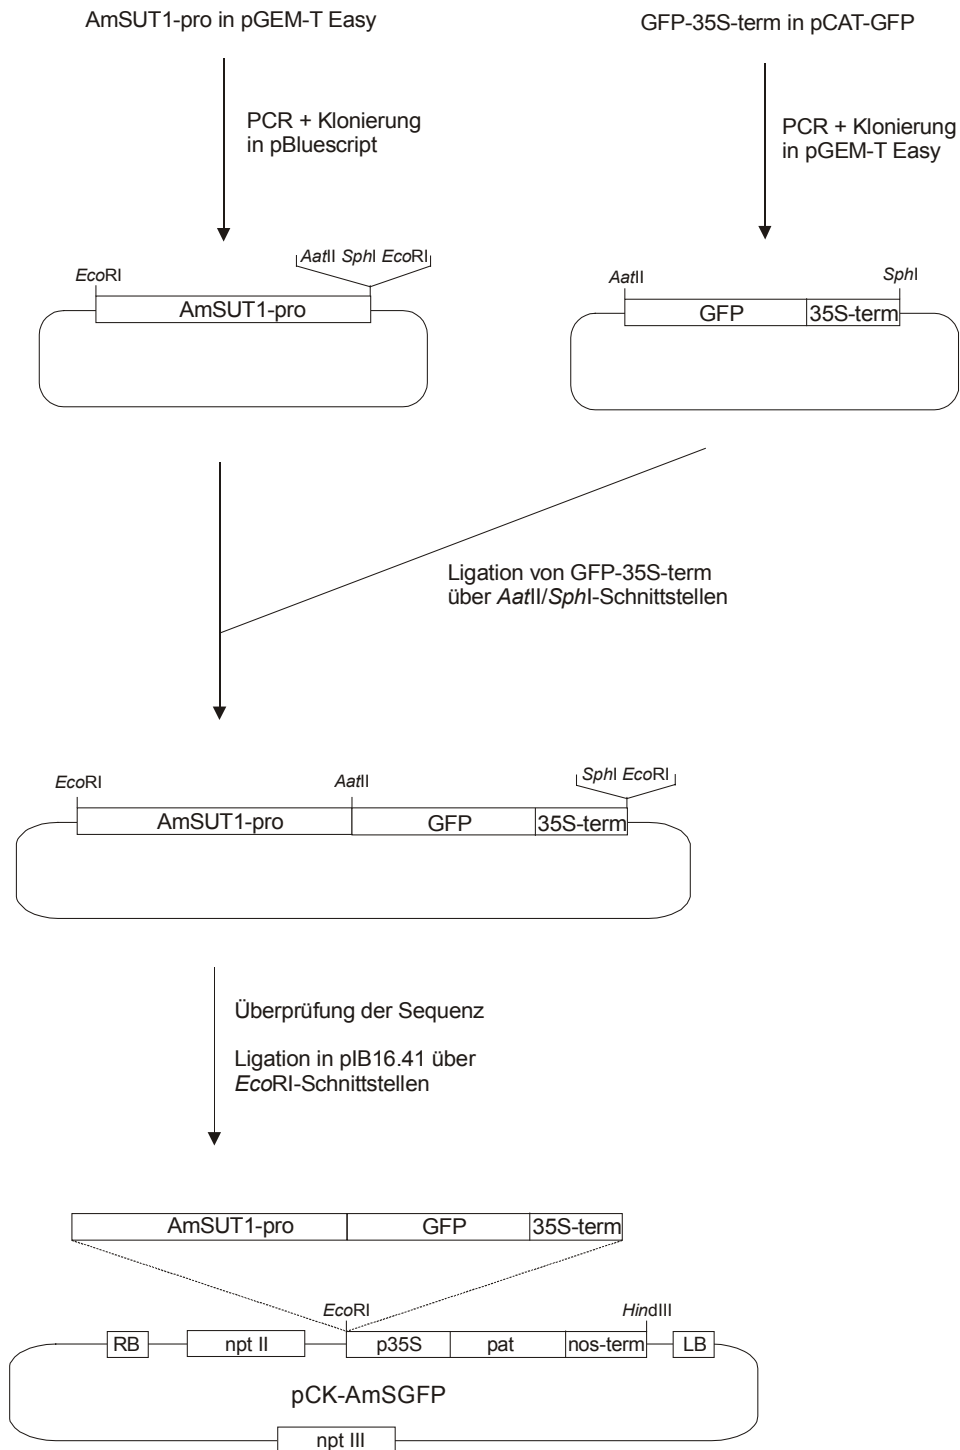 AmSUT1-pro in pGEM-T Easy
GFP-35S-term in pCAT-GFP
PCR + Klonierung
in pBluescript
PCR + Klonierung
in pGEM-T Easy
EcoRI
AatII SphI EcoRI
AmSUT1-pro
AatII
SphI
GFP
35S-term
Ligation von GFP-35S-term
über AatII/SphI-Schnittstellen
EcoRI
AatII
SphI EcoRI
AmSUT1-pro
GFP
35S-term
Überprüfung der Sequenz
Ligation in pIB16.41 über
EcoRI-Schnittstellen
AmSUT1-pro
GFP
35S-term
EcoRI
HindIII
RB
npt II
p35S
pat
nos-term
LB
pCK-AmSGFP
npt III